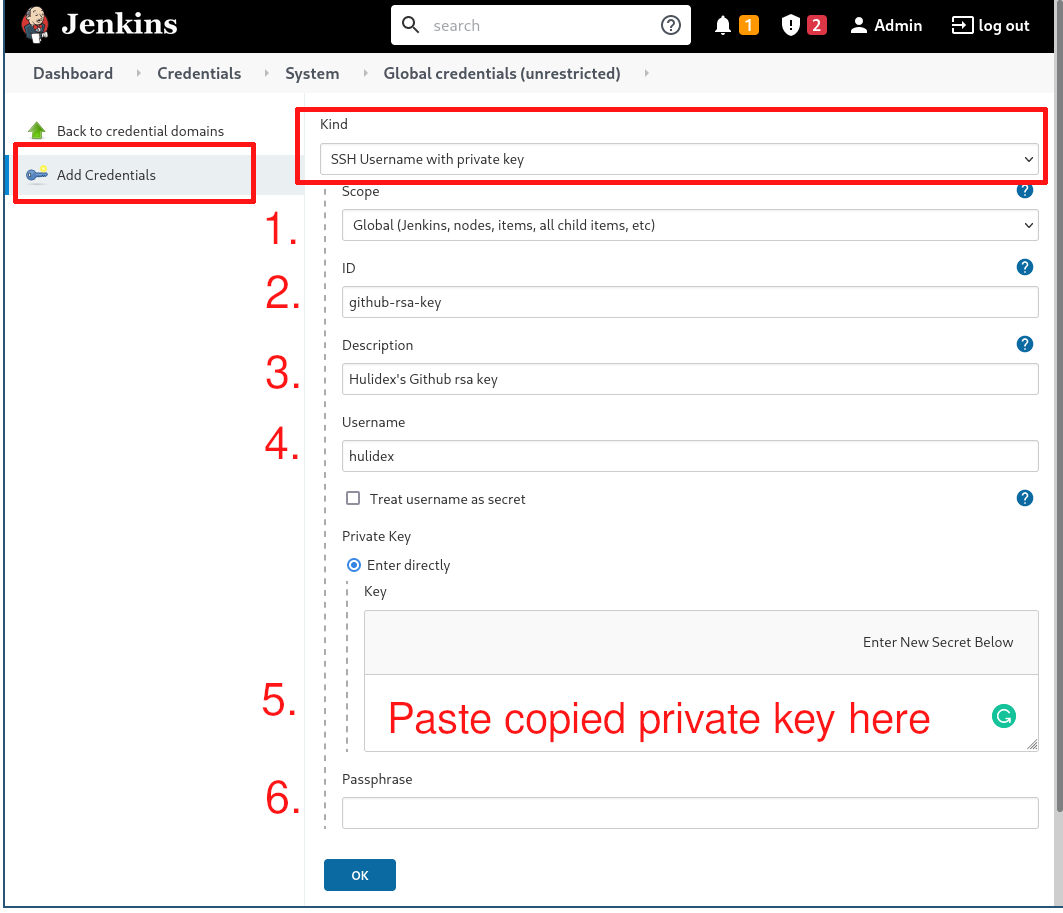 Jenkins
search
1
2
Admin
log out
Dashboard
Credentials
System
Global credentials (unrestricted)
Back to credential domains
Add Credentials
Kind
SSH Username with private key
Scope
?
1.
Global (Jenkins, nodes, items, all child items, etc)
ID
?
2.
github-rsa-key
Description
?
3.
Hulidex's Github rsa key
Username
4.
hulidex
Treat username as secret
?
Private Key
Enter directly
Key
Enter New Secret Below
5.
Paste copied private key here
Passphrase
6.
OK